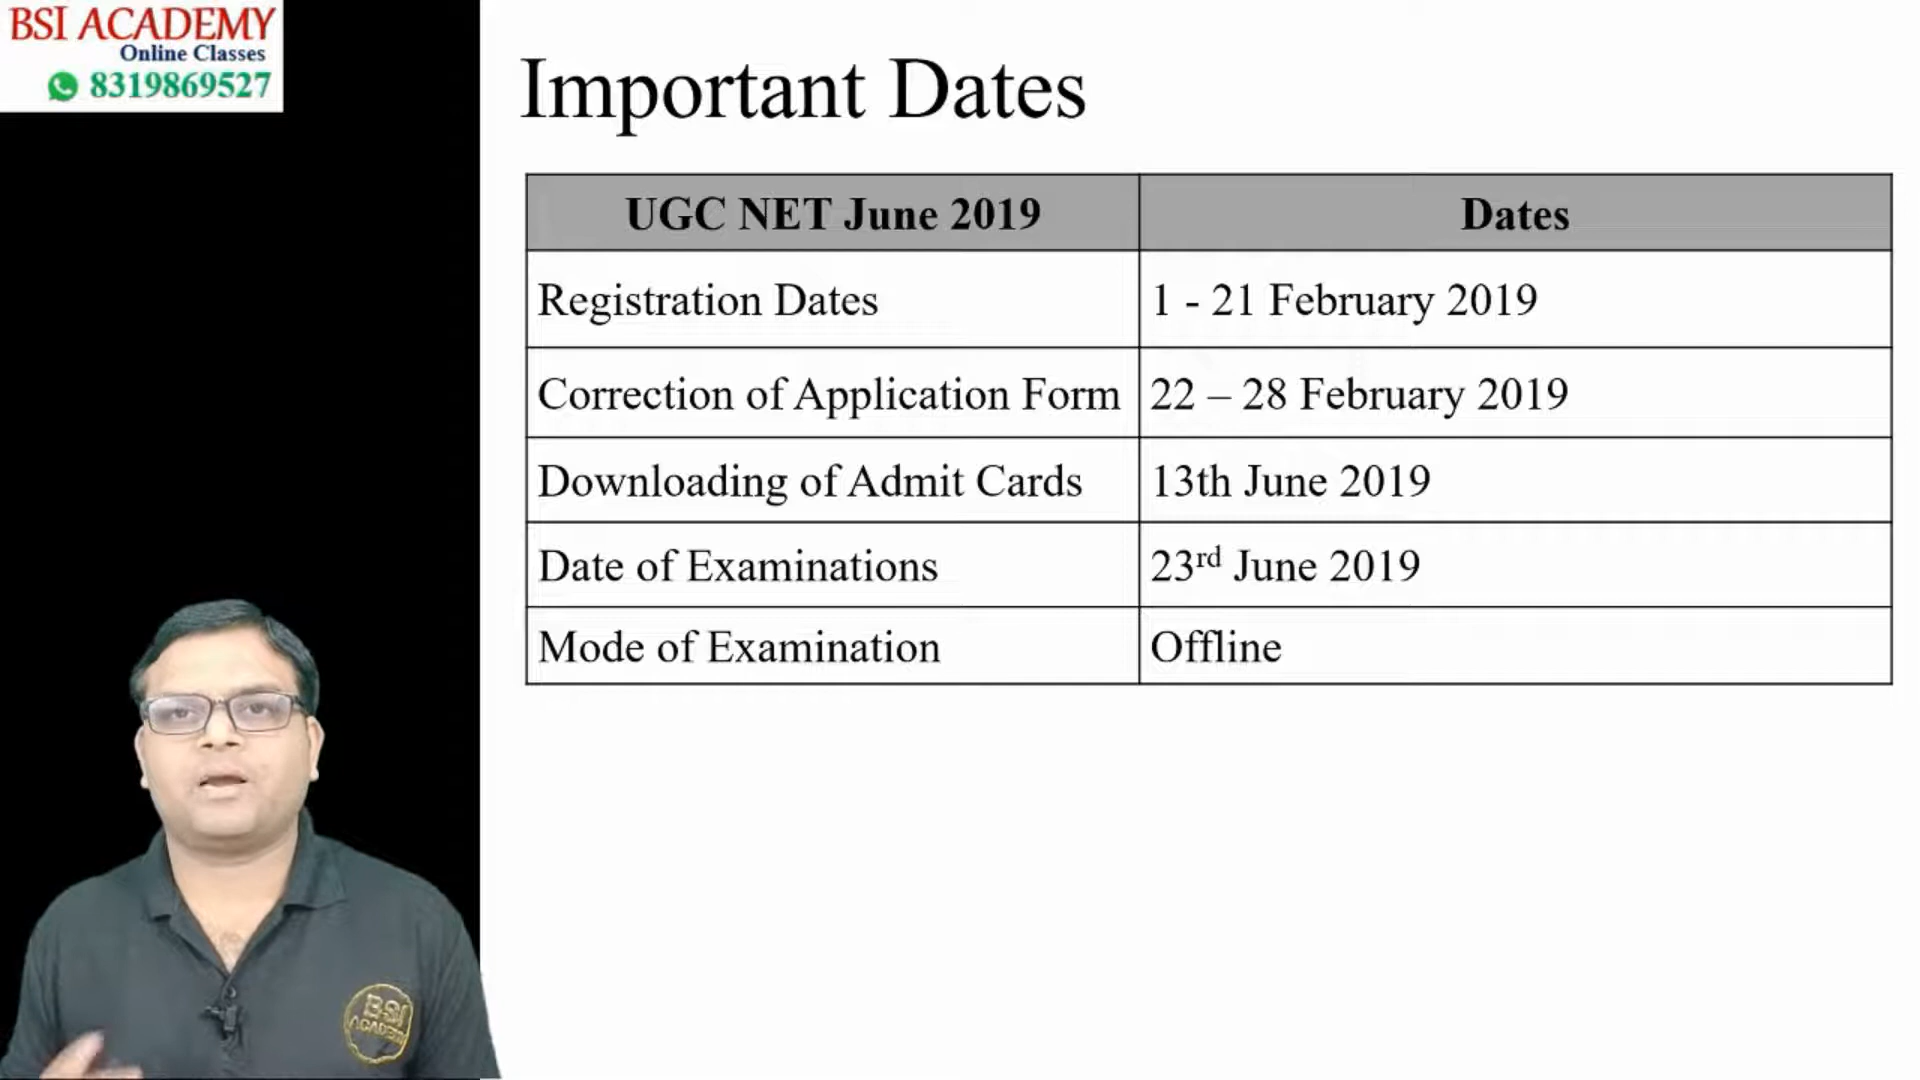 BSI ACADEMY
Online Classes
8319869527
Important Dates
UGC NET June 2019 Dates
Registration Dates 1 - 21 February 2019
Correction of Application Form 22 – 28 February 2019
Downloading of Admit Cards 13th June 2019
Date of Examinations 23rd June 2019
Mode of Examination Offline
BSI
ACADEMY